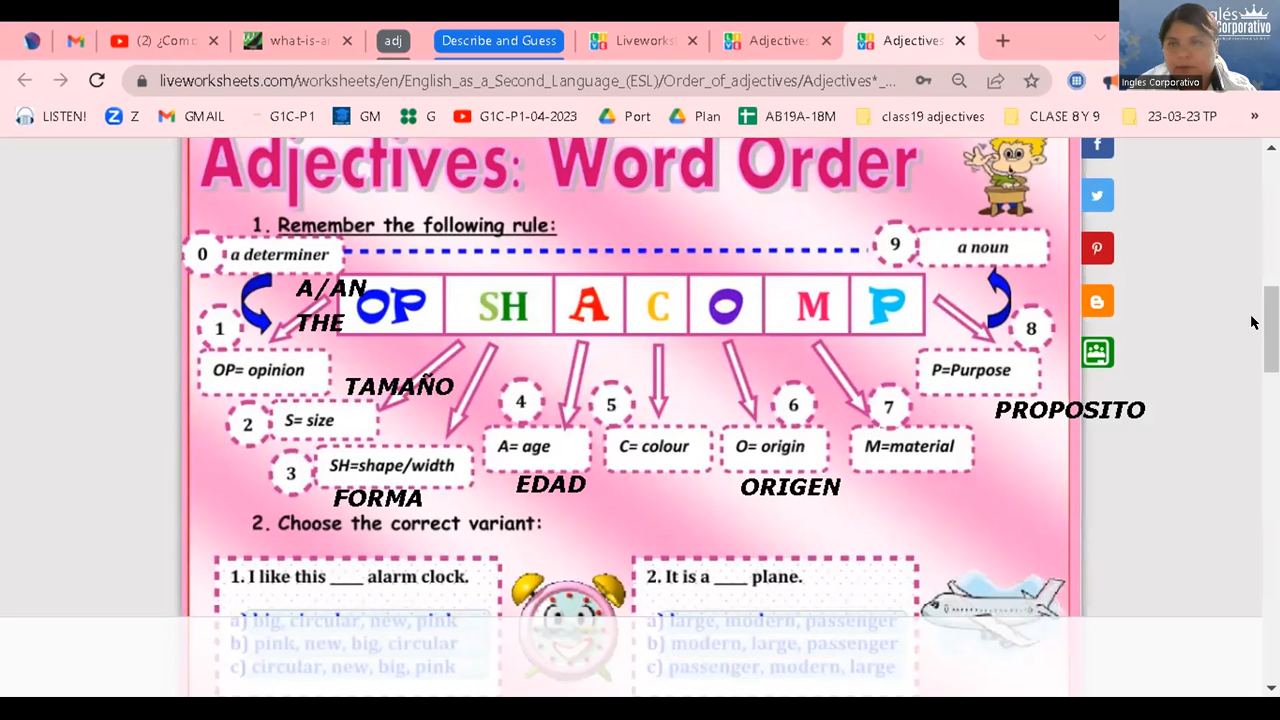 (2) ¿Com
what-is-ar
adj
Describe and Guess
Liveworks
Adjectives
Adjectives
glés
Corporativo
Ingles Corporativo
liveworksheets.com/worksheets/en/English_as_a_Second_Language_(ESL)/Order_of_adjectives/Adjectives*_...
LISTEN!
Z
GMAIL
G1C-P1
GM
G
G1C-P1-04-2023
Port
Plan
AB19A-18M
class19 adjectives
CLASE 8Y 9
23-03-23 TP
»
Adjectives: Word Order
1. Remember the following rule:
0 a determiner
9 a noun
A/AN
THE
OP SH A C O M P
1
OP= opinion
8
P=Purpose
PROPOSITO
TAMAÑO
2 S= size
3 SH=shape/width
FORMA
4
A= age
EDAD
5
C= colour
6
O= origin
ORIGEN
7
M=material
2. Choose the correct variant:
1. I like this ____ alarm clock.
a) big, circular, new, pink
b) pink, new, big, circular
c) circular, new, big, pink
2. It is a ____ plane.
a) large, modern, passenger
b) modern, large, passenger
c) passenger, modern, large